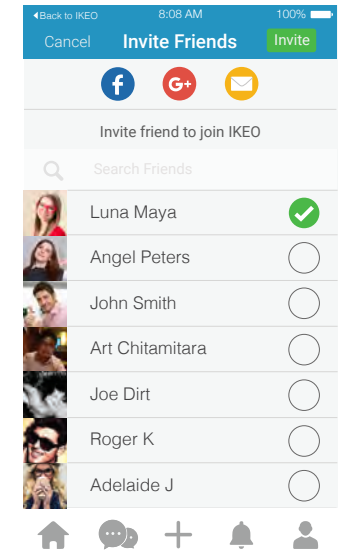 Back to IKEO 8:08 AM 100%
Cancel Invite Friends Invite
f G+
Invite friend to join IKEO
Search Friends
Luna Maya
Angel Peters
John Smith
Art Chitamitara
Joe Dirt
Roger K
Adelaide J